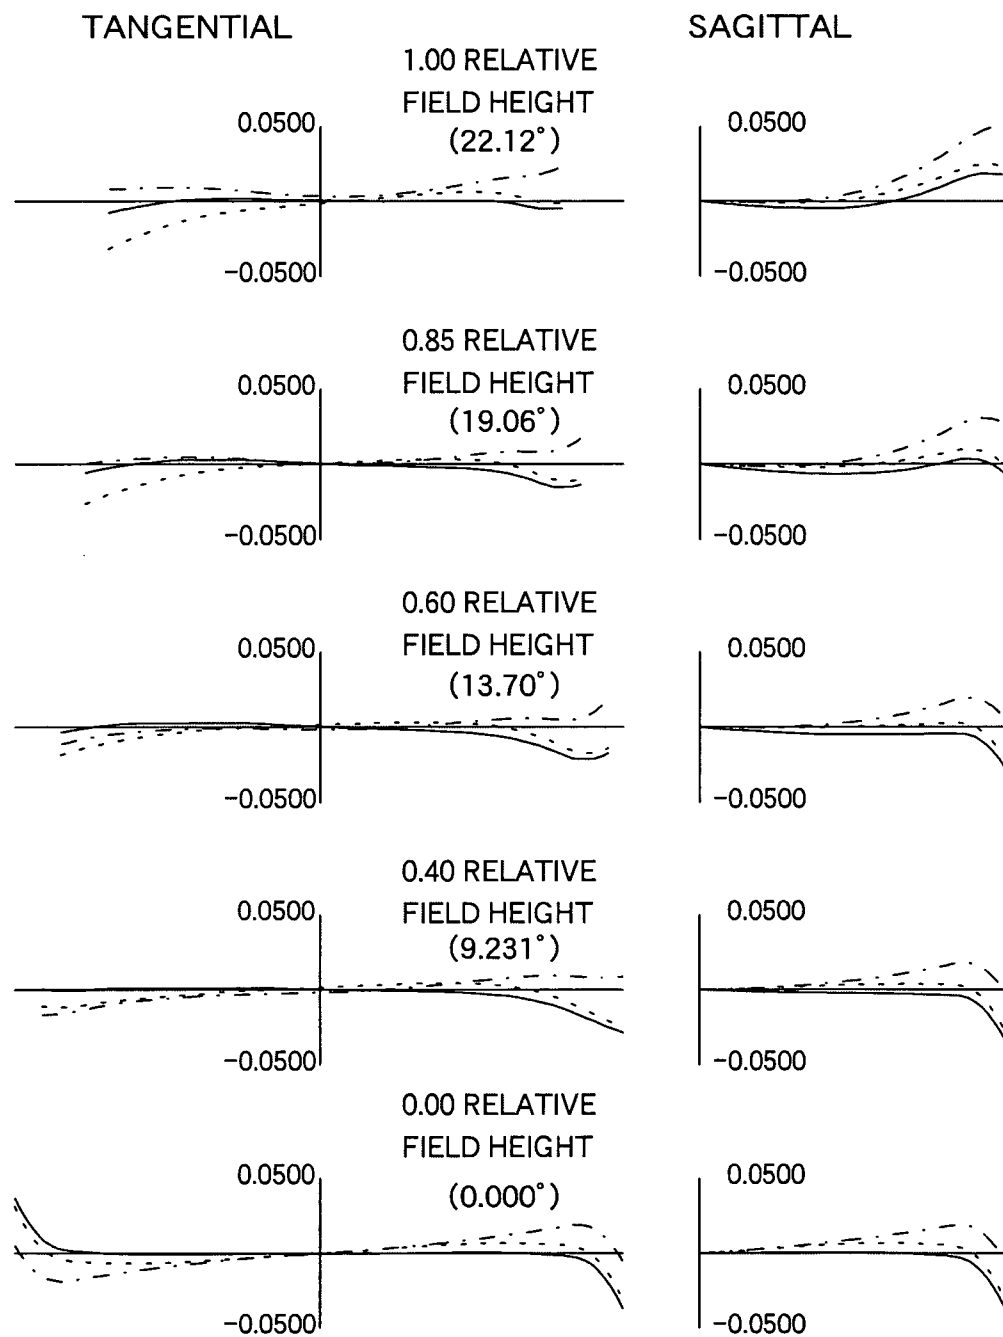 TANGENTIAL
SAGITTAL
1.00 RELATIVE
FIELD HEIGHT
(22.12°)
0.0500
0.0500
-0.0500
-0.0500
0.85 RELATIVE
FIELD HEIGHT
(19.06°)
0.0500
0.0500
-0.0500
-0.0500
0.60 RELATIVE
FIELD HEIGHT
(13.70°)
0.0500
0.0500
-0.0500
-0.0500
0.40 RELATIVE
FIELD HEIGHT
(9.231°)
0.0500
0.0500
-0.0500
-0.0500
0.00 RELATIVE
FIELD HEIGHT
(0.000°)
0.0500
0.0500
-0.0500
-0.0500